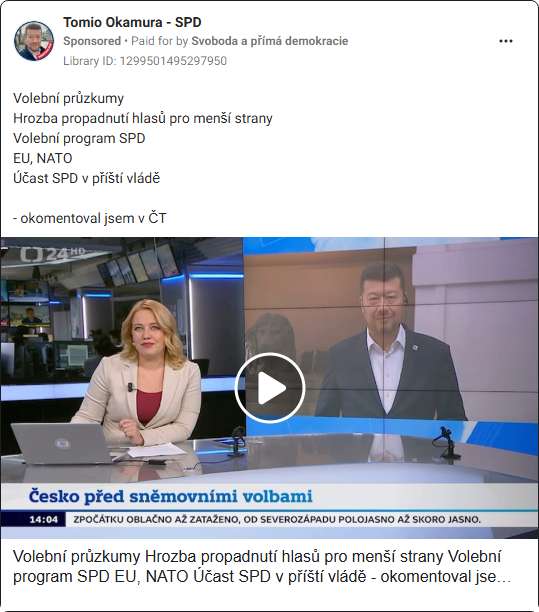 Tomio Okamura - SPD
Sponsored • Paid for by Svoboda a přímá demokracie
Library ID: 1299501495297950
Volební průzkumy
Hrozba propadnutí hlasů pro menší strany
Volební program SPD
EU, NATO
Účast SPD v příští vládě
- okomentoval jsem v ČT
24 HD
Česko před sněmovními volbami
14:04 ZPOČÁTKU OBLAČNO AŽ ZATAŽENO, OD SEVEROZÁPADU POLOJASNO AŽ SKORO JASNO.
Volební průzkumy Hrozba propadnutí hlasů pro menší strany Volební
program SPD EU, NATO Účast SPD v příští vládě - okomentoval jse...